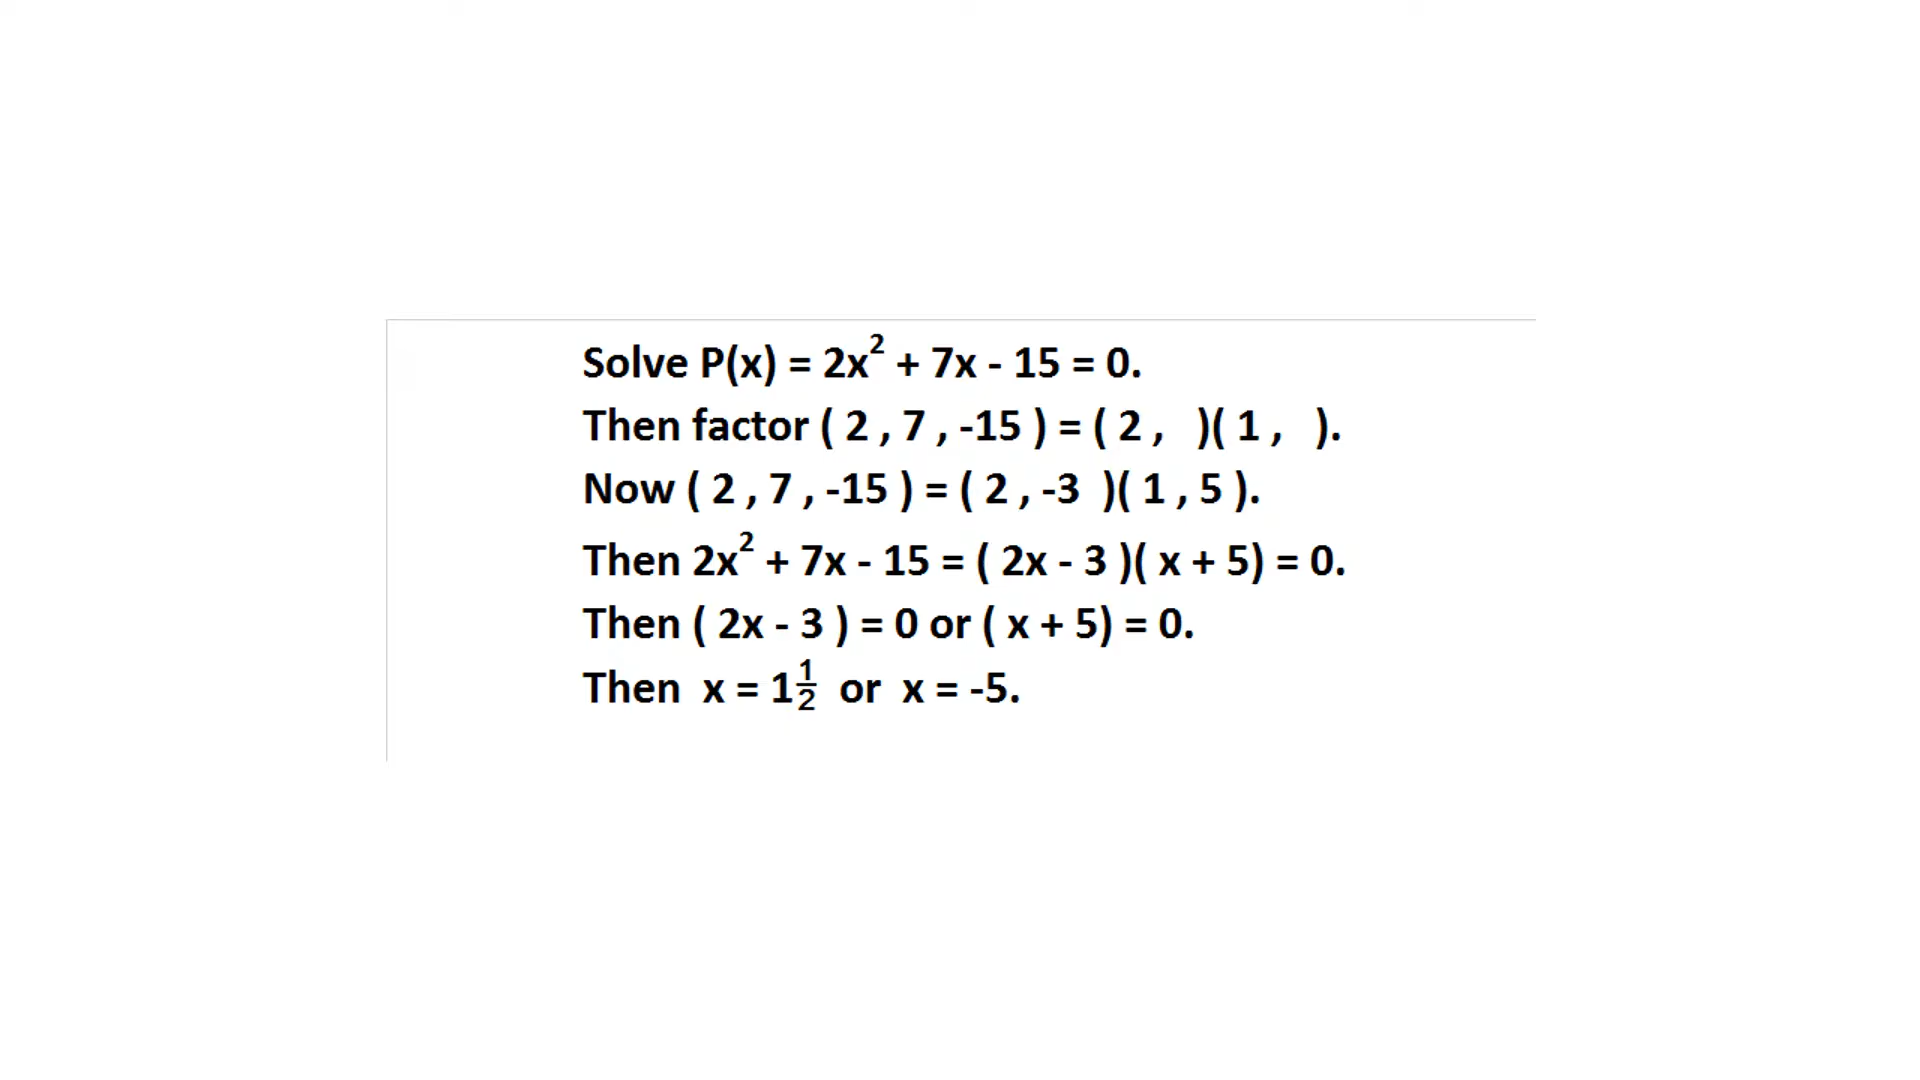 Solve P(x) = 2x² + 7x - 15 = 0.
Then factor ( 2 , 7 , -15 ) = ( 2 ,   )( 1 ,   ).
Now ( 2 , 7 , -15 ) = ( 2 , -3  )( 1 , 5 ).
Then 2x² + 7x - 15 = ( 2x - 3 )( x + 5) = 0.
Then ( 2x - 3 ) = 0 or ( x + 5) = 0.
Then  x = 1½  or  x = -5.